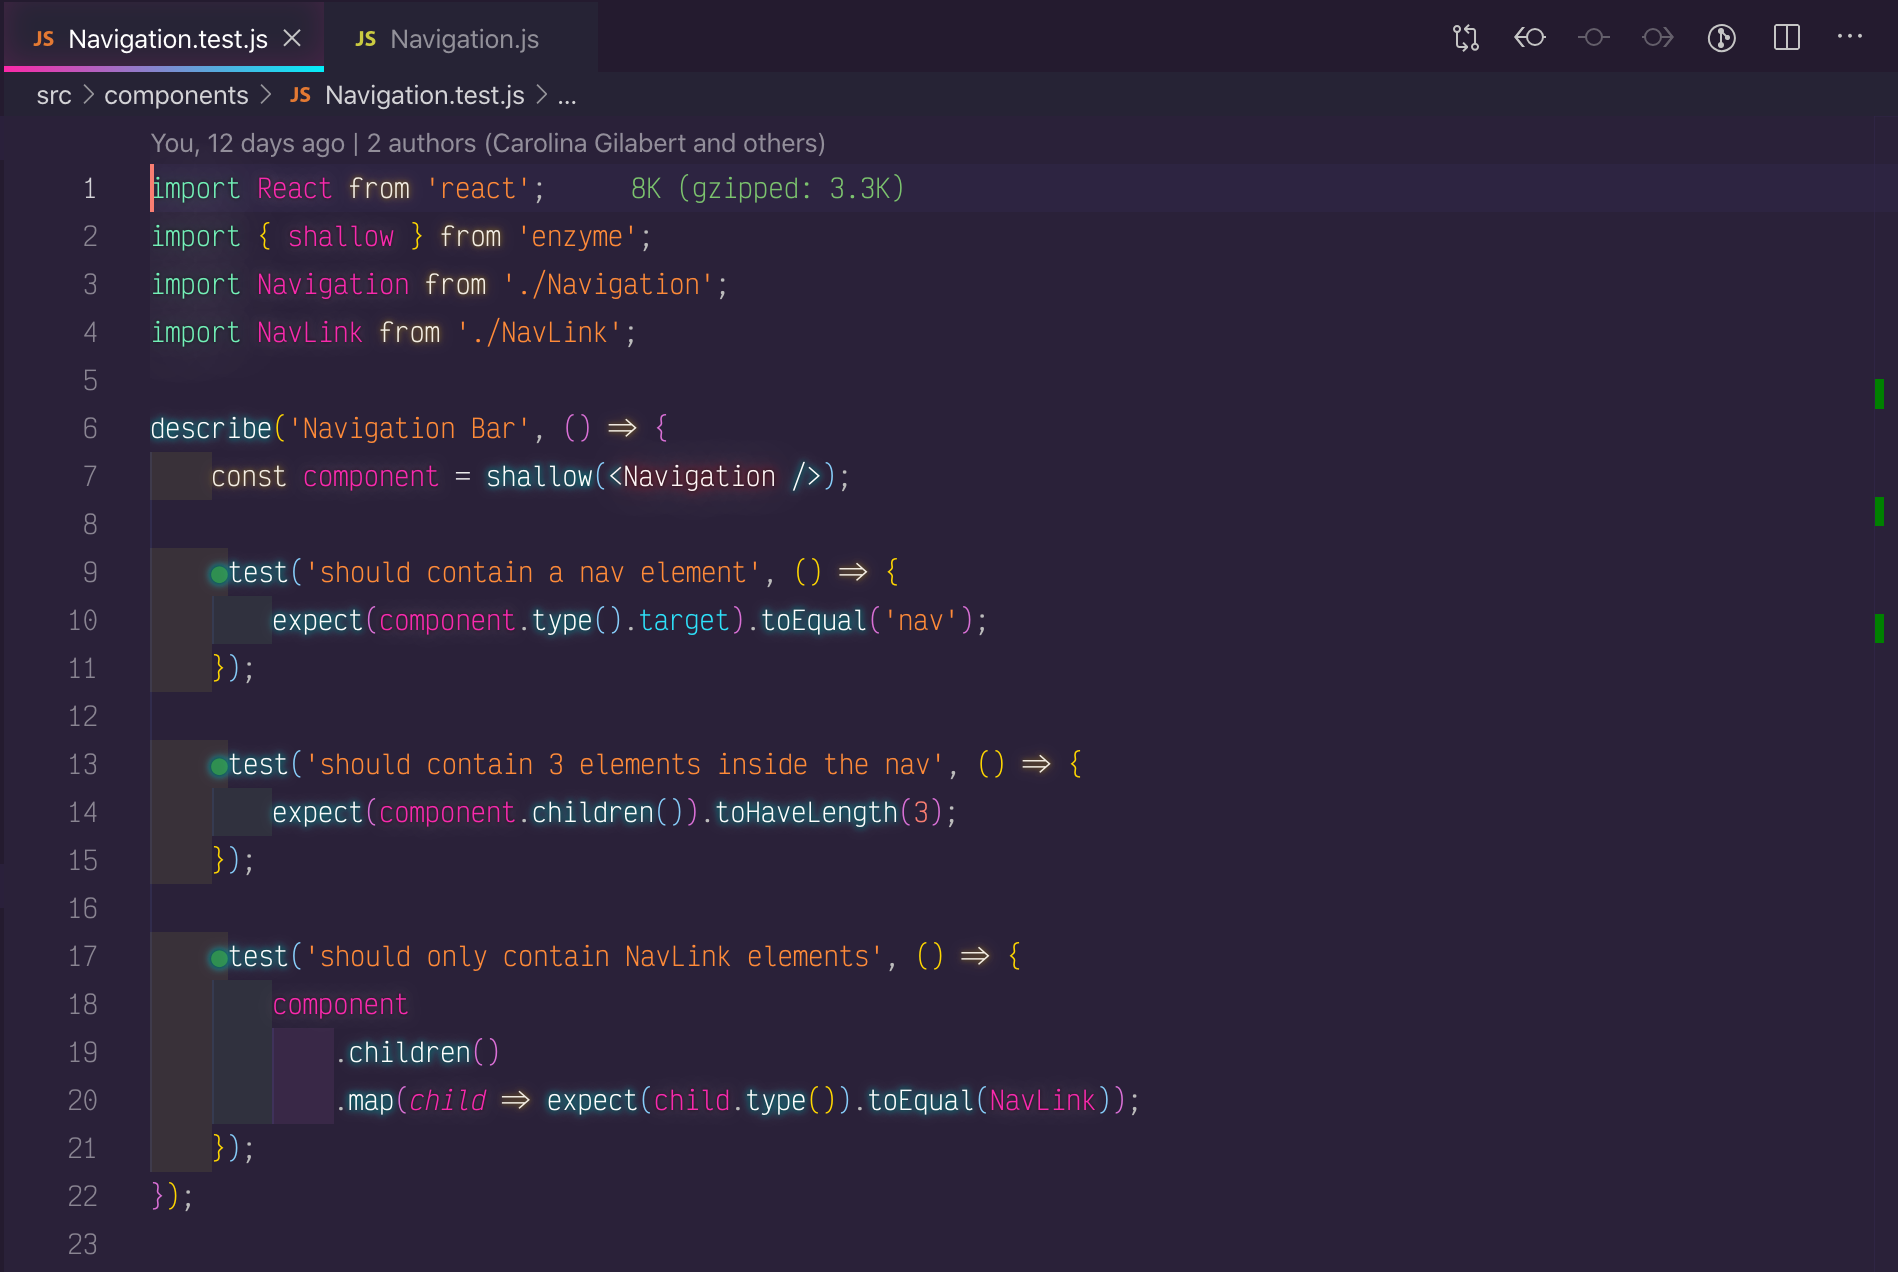 JS Navigation.test.js
JS Navigation.js
src > components > JS Navigation.test.js > ...
You, 12 days ago | 2 authors (Carolina Gilabert and others)
1 import React from 'react'; 8K (gzipped: 3.3K)
2 import { shallow } from 'enzyme';
3 import Navigation from './Navigation';
4 import NavLink from './NavLink';
5
6 describe('Navigation Bar', () => {
7 const component = shallow(<Navigation />);
8
9 test('should contain a nav element', () => {
10 expect(component.type().target).toEqual('nav');
11 });
12
13 test('should contain 3 elements inside the nav', () => {
14 expect(component.children()).toHaveLength(3);
15 });
16
17 test('should only contain NavLink elements', () => {
18 component
19 .children()
20 .map(child => expect(child.type()).toEqual(NavLink));
21 });
22 });
23